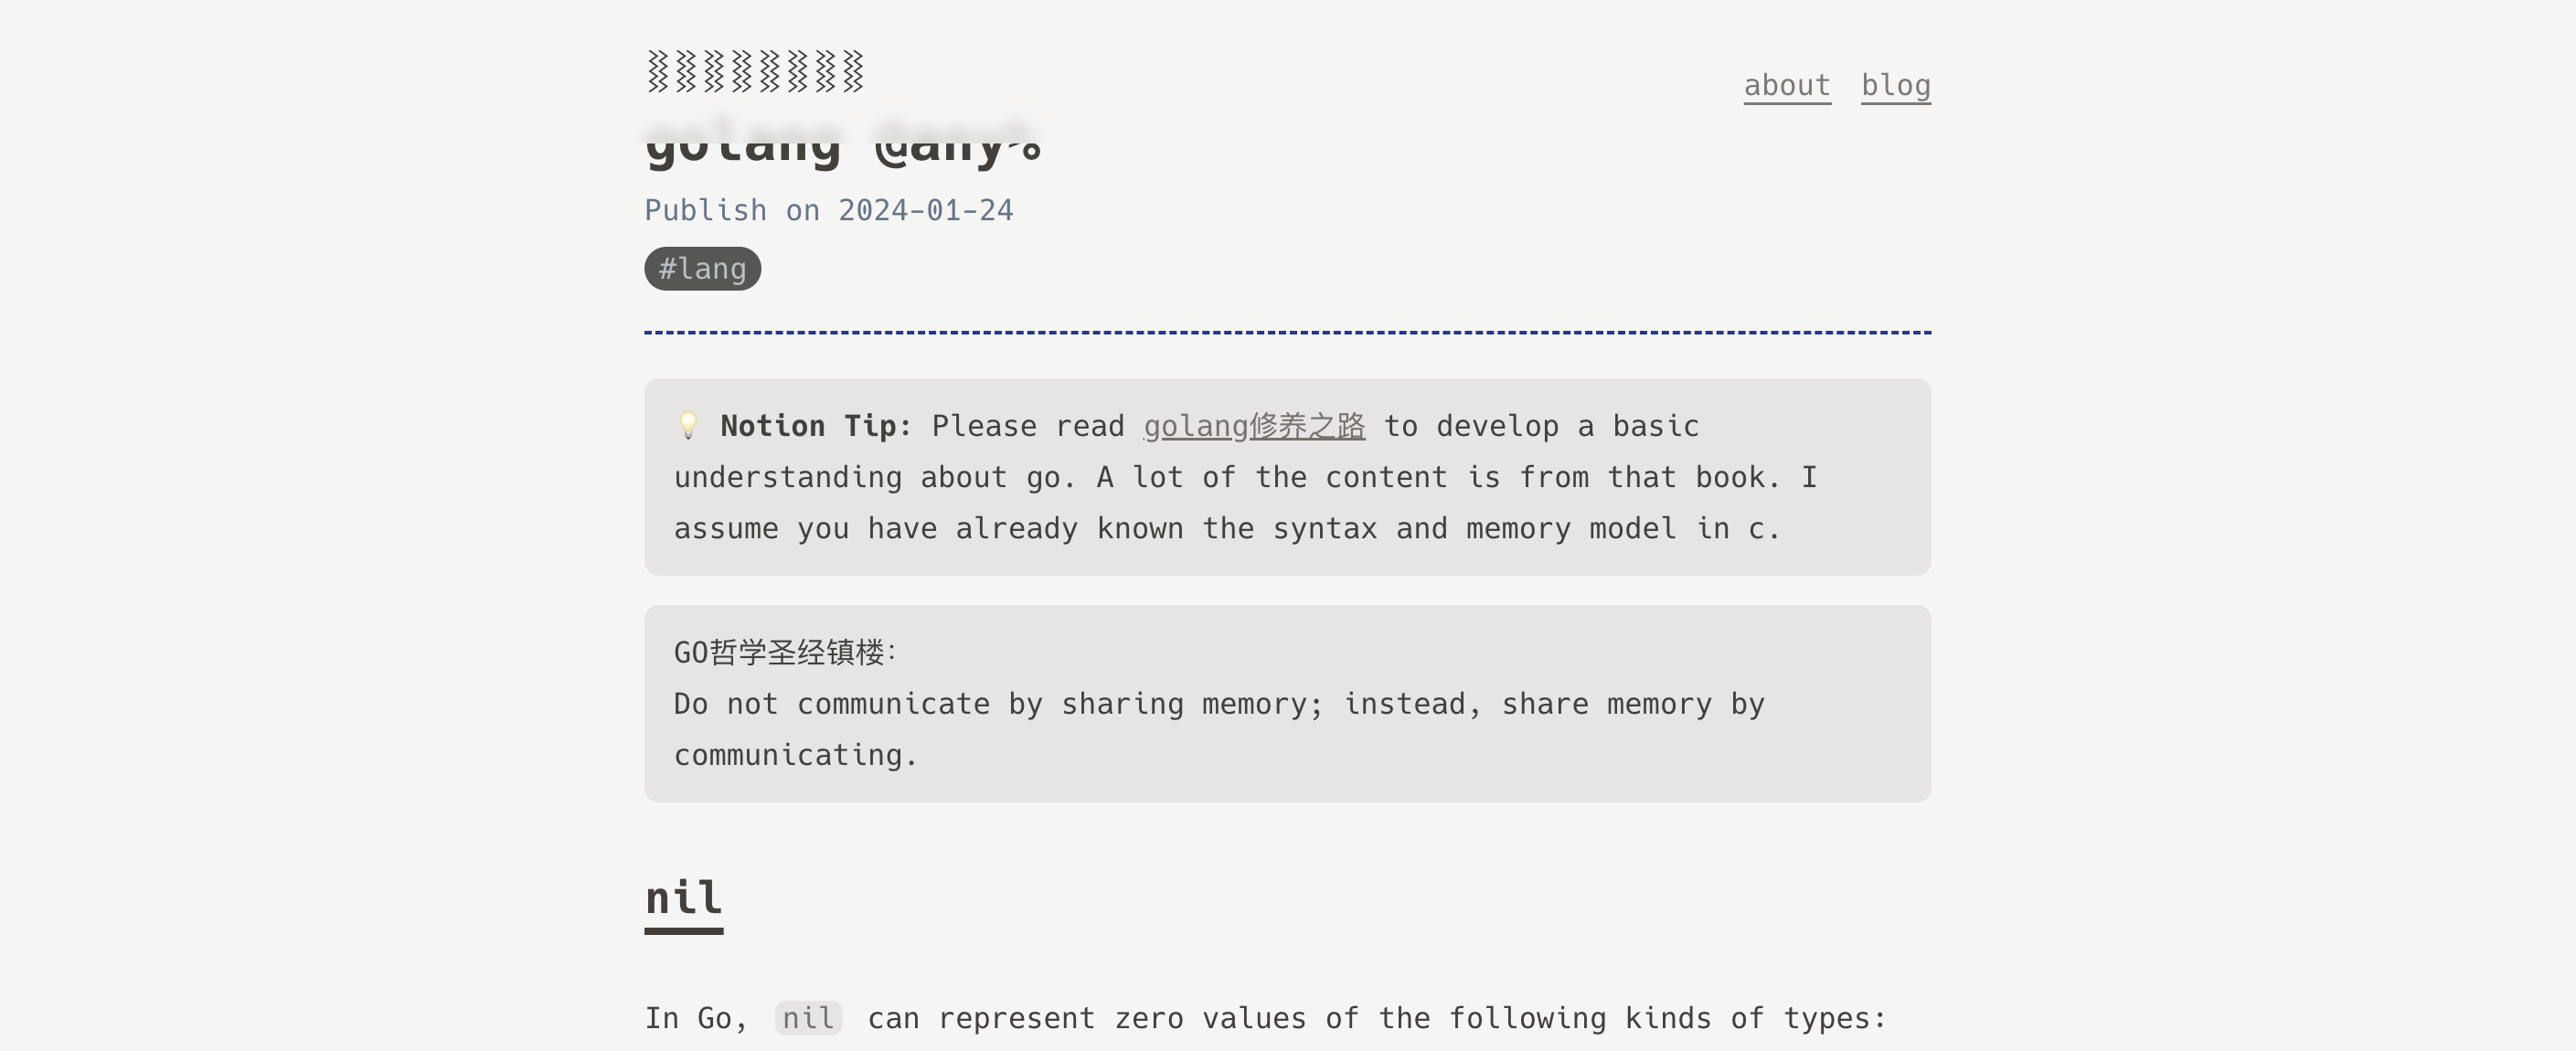 about blog
golang @any%
Publish on 2024-01-24
#lang
💡 Notion Tip: Please read golang修养之路 to develop a basic
understanding about go. A lot of the content is from that book. I
assume you have already known the syntax and memory model in c.
GO哲学圣经镇楼：
Do not communicate by sharing memory; instead, share memory by
communicating.
nil
In Go, nil can represent zero values of the following kinds of types: